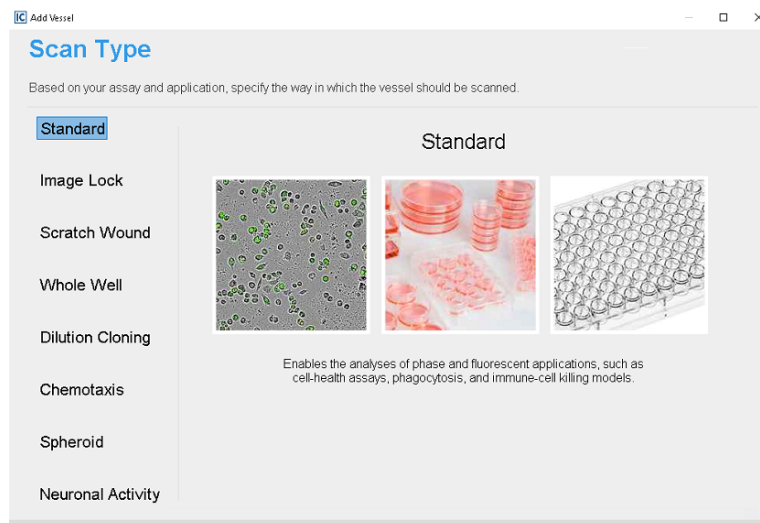 IC Add Vessel
Scan Type
Based on your assay and application, specify the way in which the vessel should be scanned.
Standard
Image Lock
Scratch Wound
Whole Well
Dilution Cloning
Chemotaxis
Spheroid
Neuronal Activity
Standard
Enables the analyses of phase and fluorescent applications, such as
cell-health assays, phagocytosis, and immune-cell killing models.